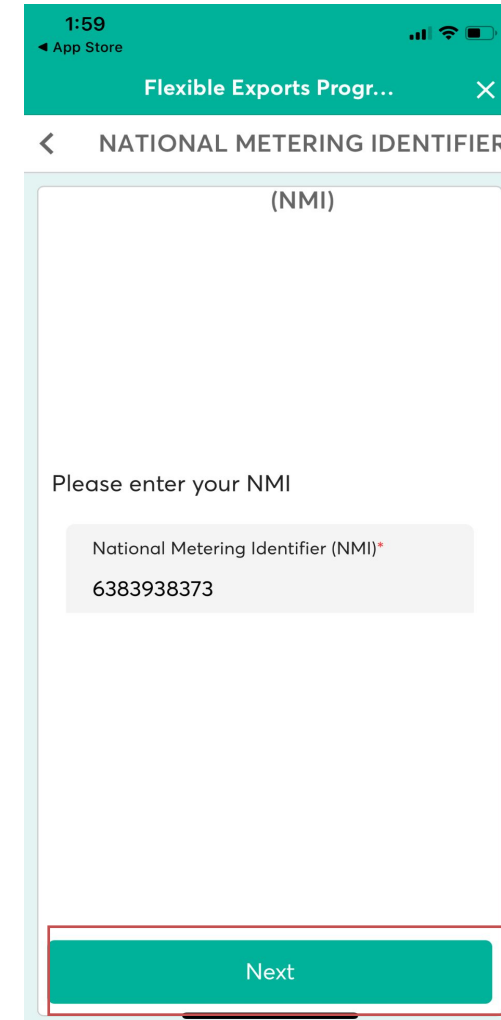 1:59
◄ App Store
Flexible Exports Progr...
NATIONAL METERING IDENTIFIER
(NMI)
Please enter your NMI
National Metering Identifier (NMI)*
6383938373
Next